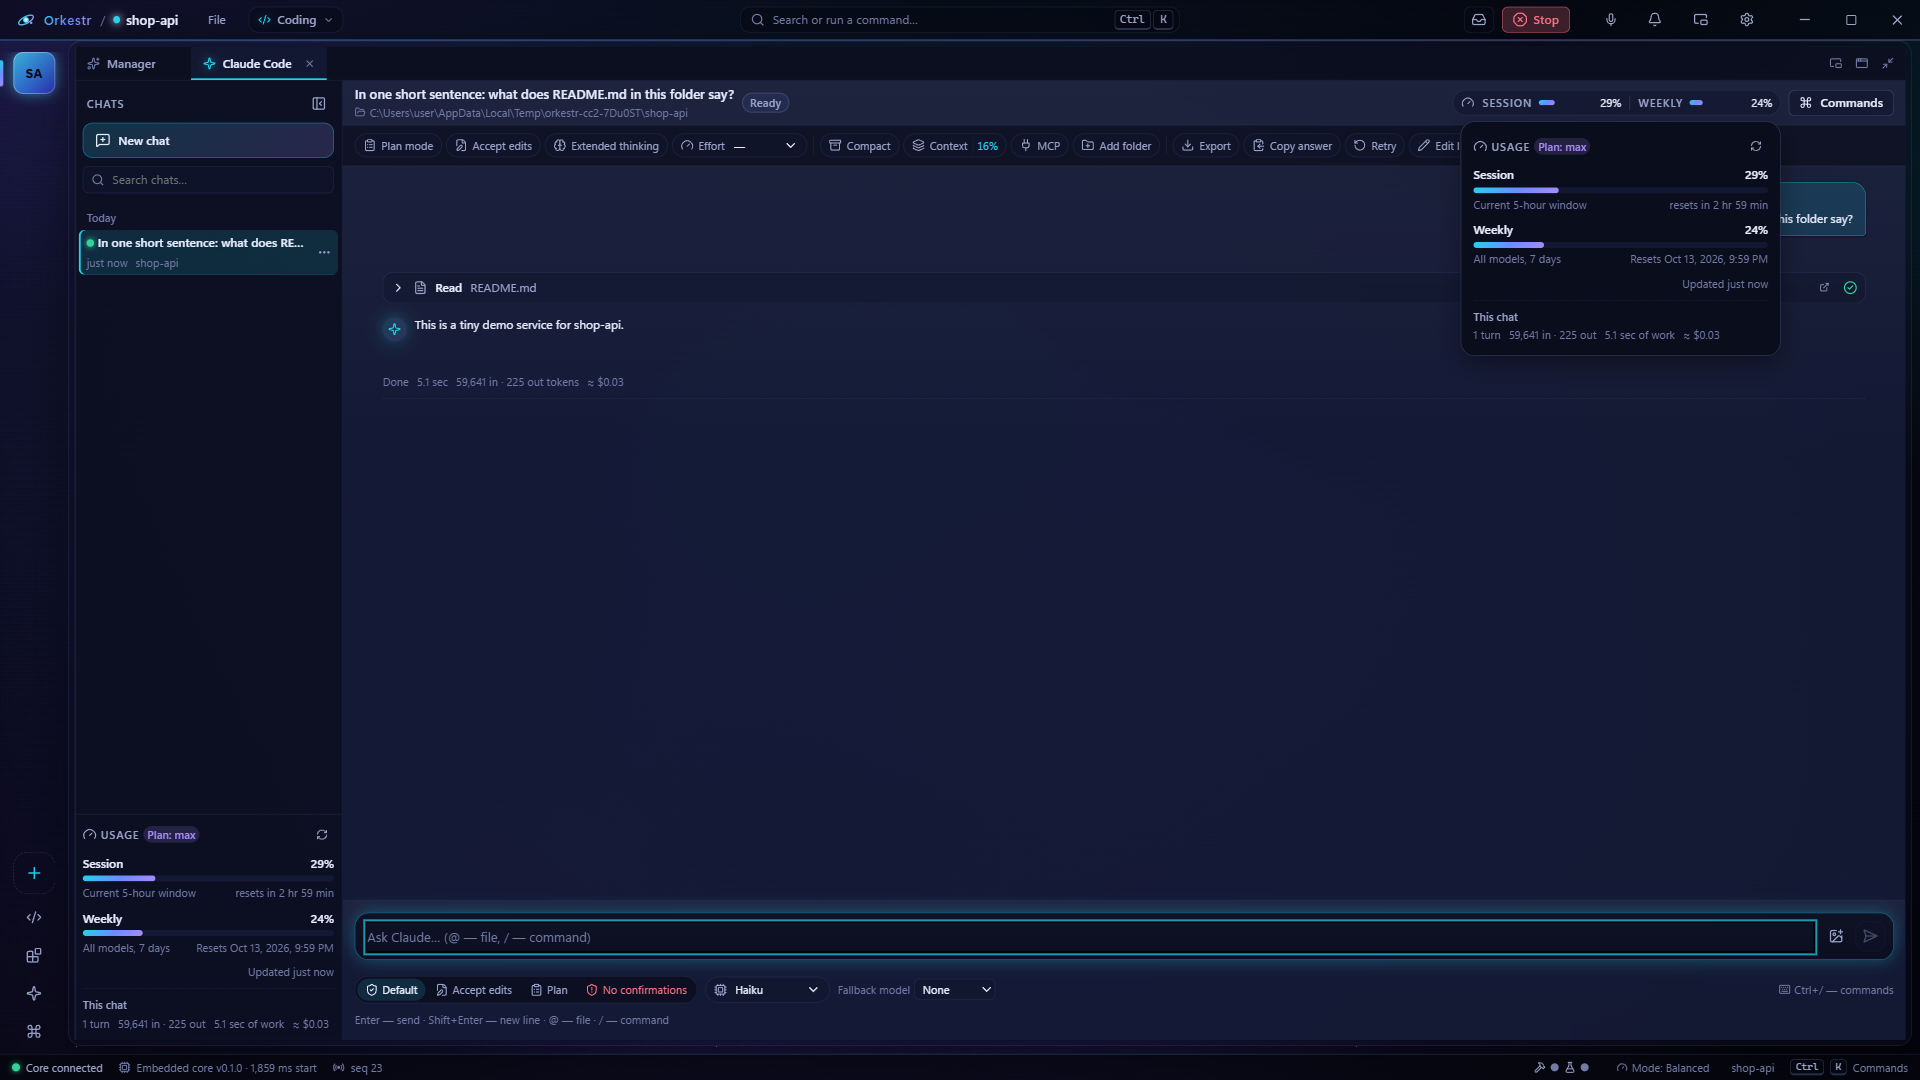 Orkestr / shop-api File Coding Search or run a command... Ctrl K Stop
SA
Manager Claude Code
CHATS
New chat
Search chats...
Today
In one short sentence: what does RE...
just now shop-api
In one short sentence: what does README.md in this folder say? Ready
C:\Users\user\AppData\Local\Temp\orkestr-cc2-7Du0ST\shop-api
SESSION 29% WEEKLY 24% Commands
Plan mode Accept edits Extended thinking Effort — Compact Context 16% MCP Add folder Export Copy answer Retry Edit
USAGE Plan: max
Session 29%
Current 5-hour window resets in 2 hr 59 min
Weekly 24%
All models, 7 days Resets Oct 13, 2026, 9:59 PM
Updated just now
This chat
1 turn 59,641 in · 225 out 5.1 sec of work ≈ $0.03
this folder say?
Read README.md
This is a tiny demo service for shop-api.
Done 5.1 sec 59,641 in · 225 out tokens ≈ $0.03
USAGE Plan: max
Session 29%
Current 5-hour window resets in 2 hr 59 min
Weekly 24%
All models, 7 days Resets Oct 13, 2026, 9:59 PM
Updated just now
This chat
1 turn 59,641 in · 225 out 5.1 sec of work ≈ $0.03
Ask Claude... (@ — file, / — command)
Default Accept edits Plan No confirmations Haiku Fallback model None Ctrl+/ — commands
Enter — send · Shift+Enter — new line · @ — file · / — command
Core connected Embedded core v0.1.0 · 1,859 ms start seq 23 Mode: Balanced shop-api Ctrl K Commands